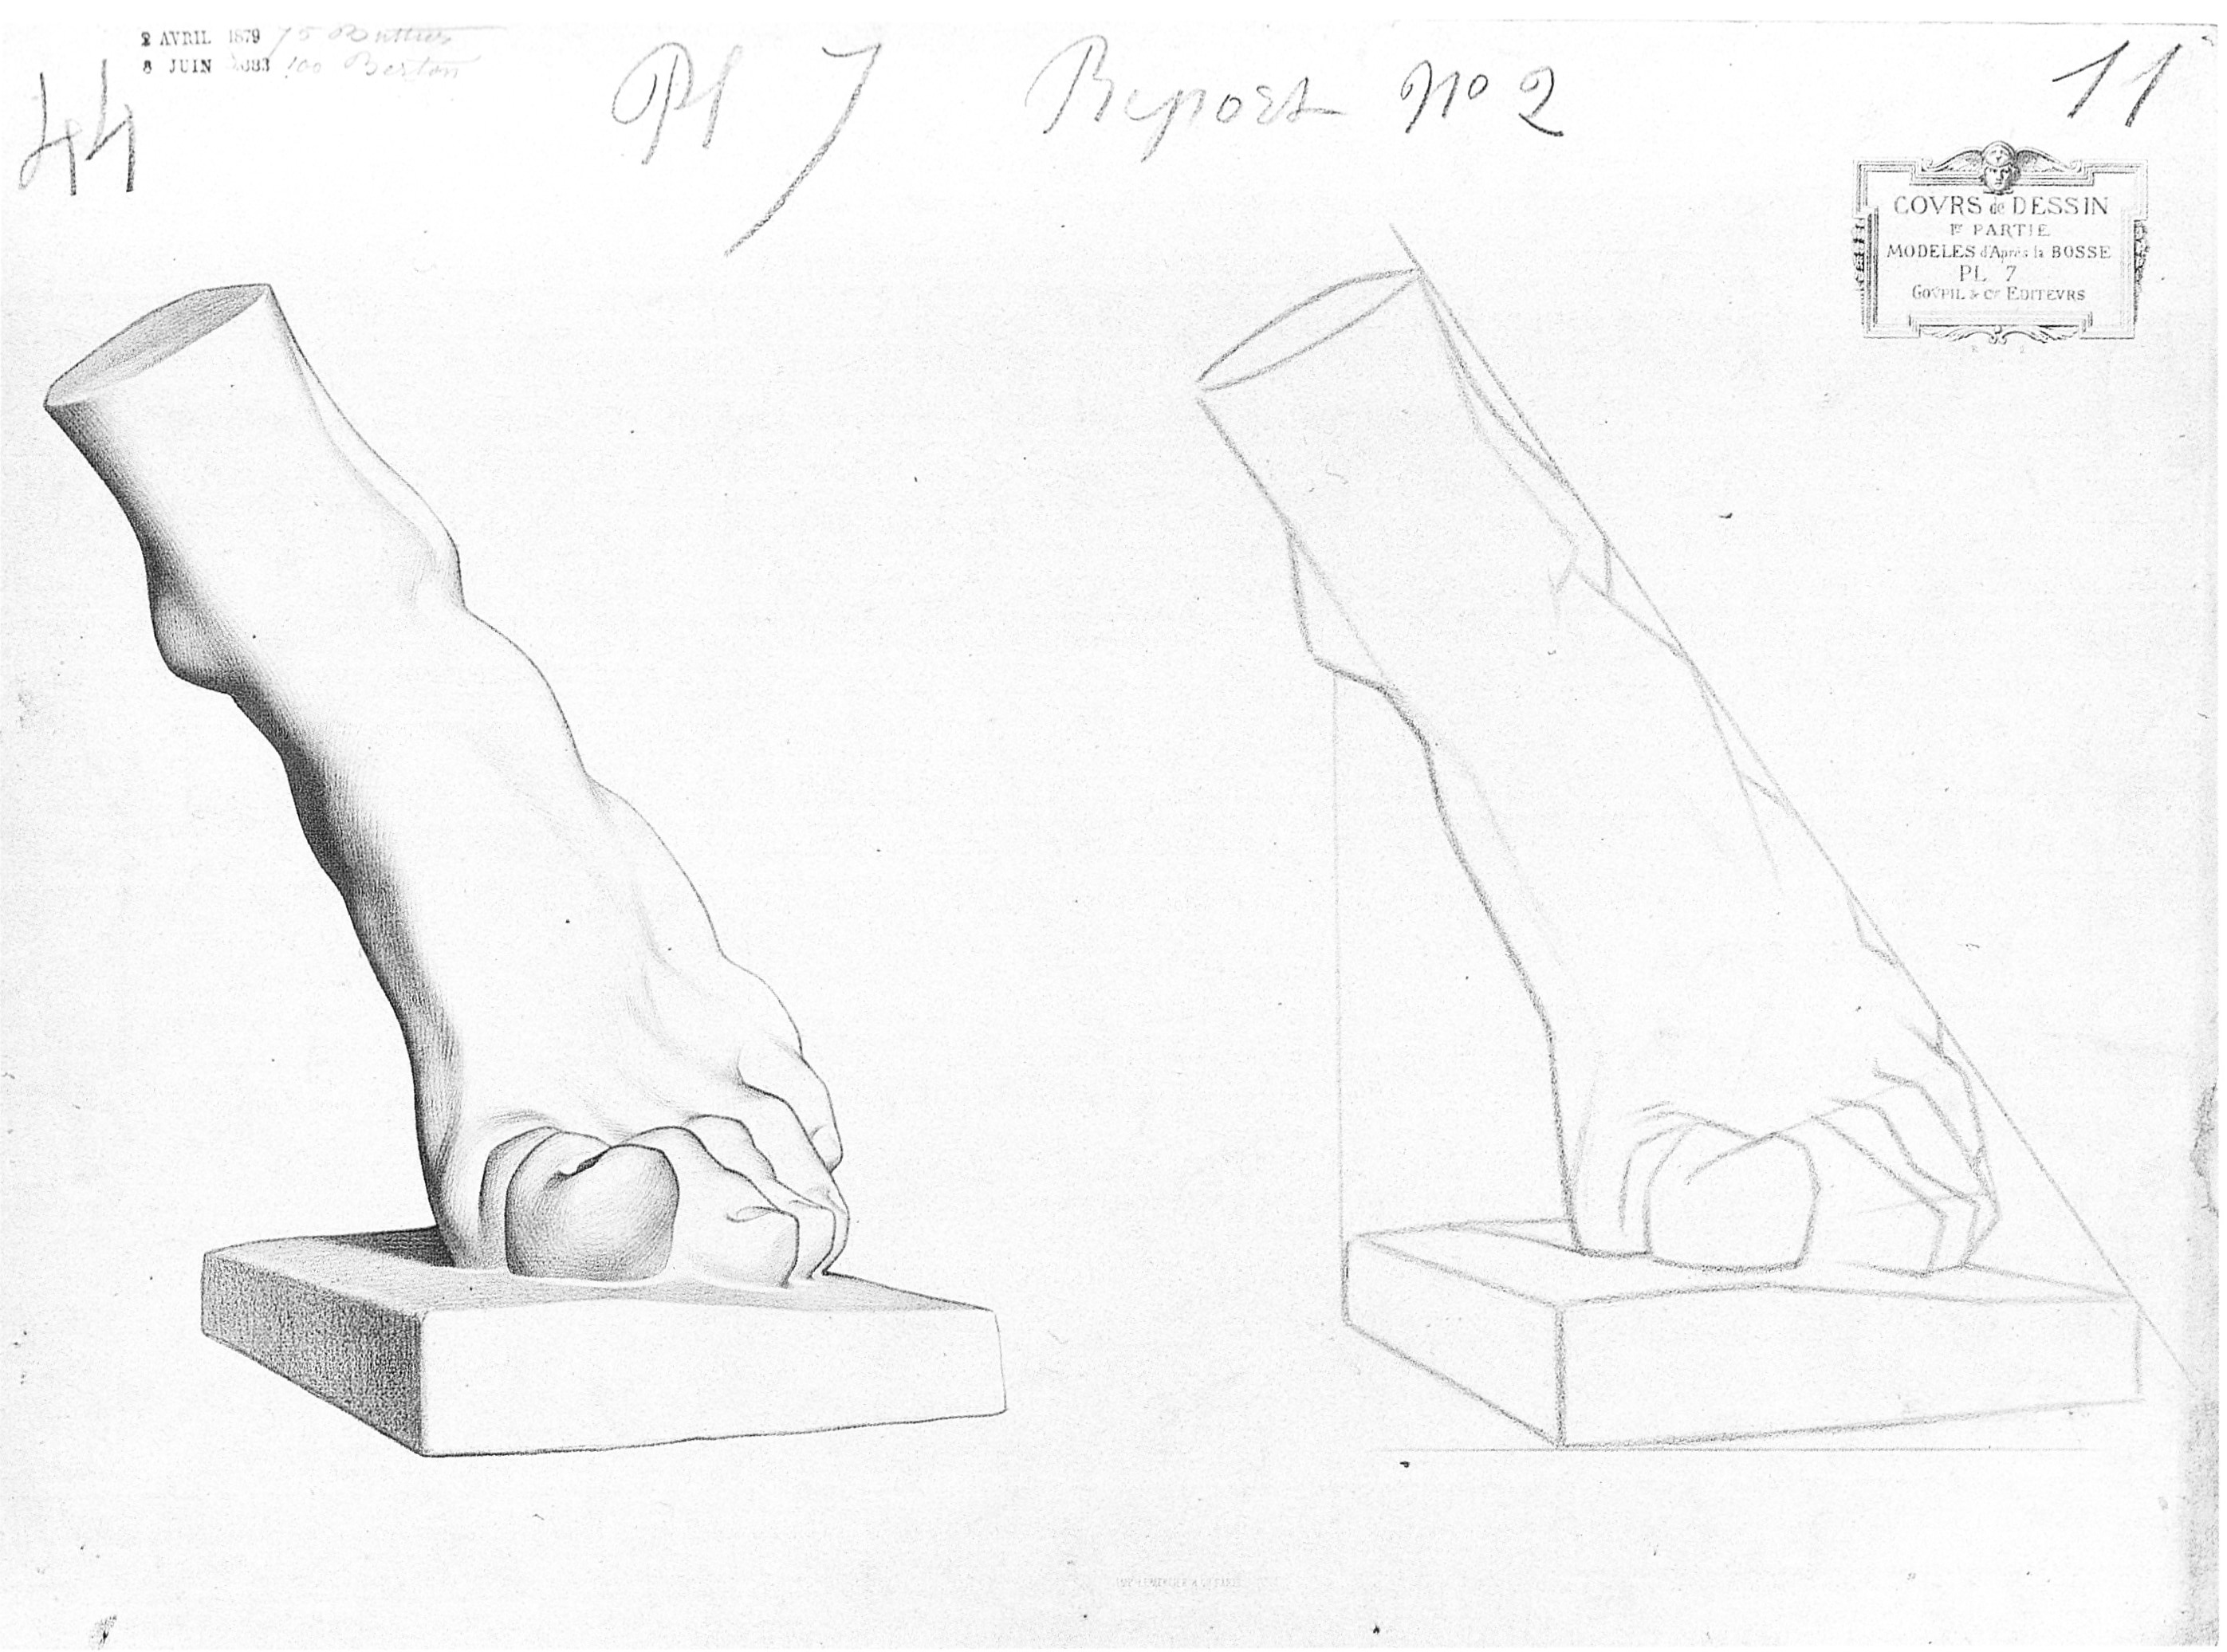 2 AVRIL 1879 75
8 JUIN 1883 100 Berton
44
Pl 7 Report no 2
11
COVRS de DESSIN
1re PARTIE
MODELES d'Après la BOSSE
PL 7
GOVPIL & Cie EDITEVRS